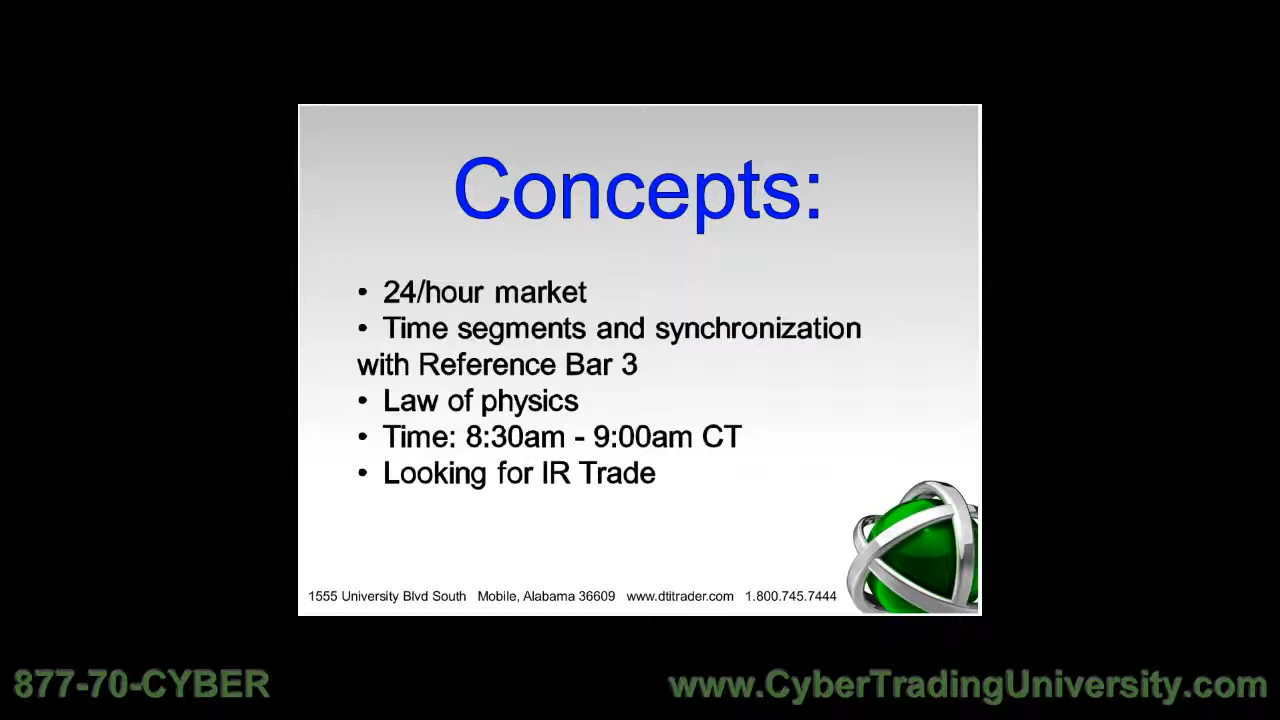 Concepts:
• 24/hour market
• Time segments and synchronization
with Reference Bar 3
• Law of physics
• Time: 8:30am - 9:00am CT
• Looking for IR Trade
1555 University Blvd South Mobile, Alabama 36609 www.dtitrader.com 1.800.745.7444
877-70-CYBER www.CyberTradingUniversity.com